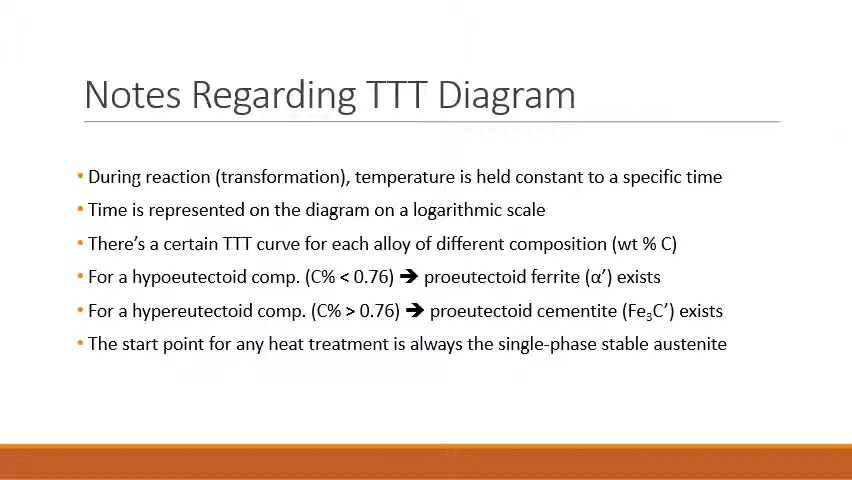 Notes Regarding TTT Diagram
• During reaction (transformation), temperature is held constant to a specific time
• Time is represented on the diagram on a logarithmic scale
• There’s a certain TTT curve for each alloy of different composition (wt % C)
• For a hypoeutectoid comp. (C% < 0.76) 🡺 proeutectoid ferrite (α’) exists
• For a hypereutectoid comp. (C% > 0.76) 🡺 proeutectoid cementite (Fe₃C’) exists
• The start point for any heat treatment is always the single-phase stable austenite